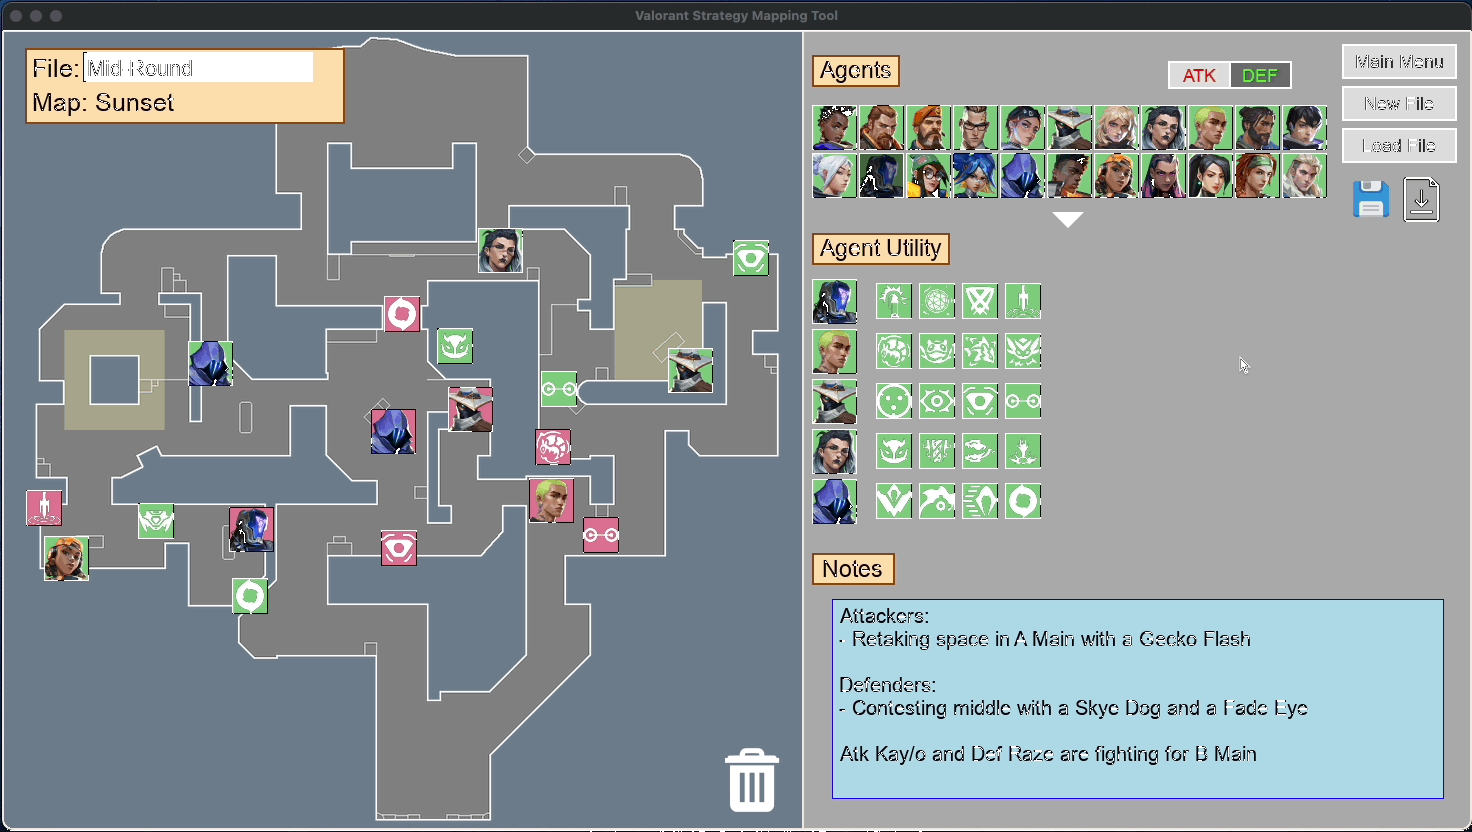 Valorant Strategy Mapping Tool
File: Mid-Round
Map: Sunset
Agents
ATK DEF
Main Menu
New File
Load File
Agent Utility
Notes
Attackers:
- Retaking space in A Main with a Gecko Flash
Defenders:
- Contesting middle with a Skye Dog and a Fade Eye
Atk Kay/o and Def Raze are fighting for B Main